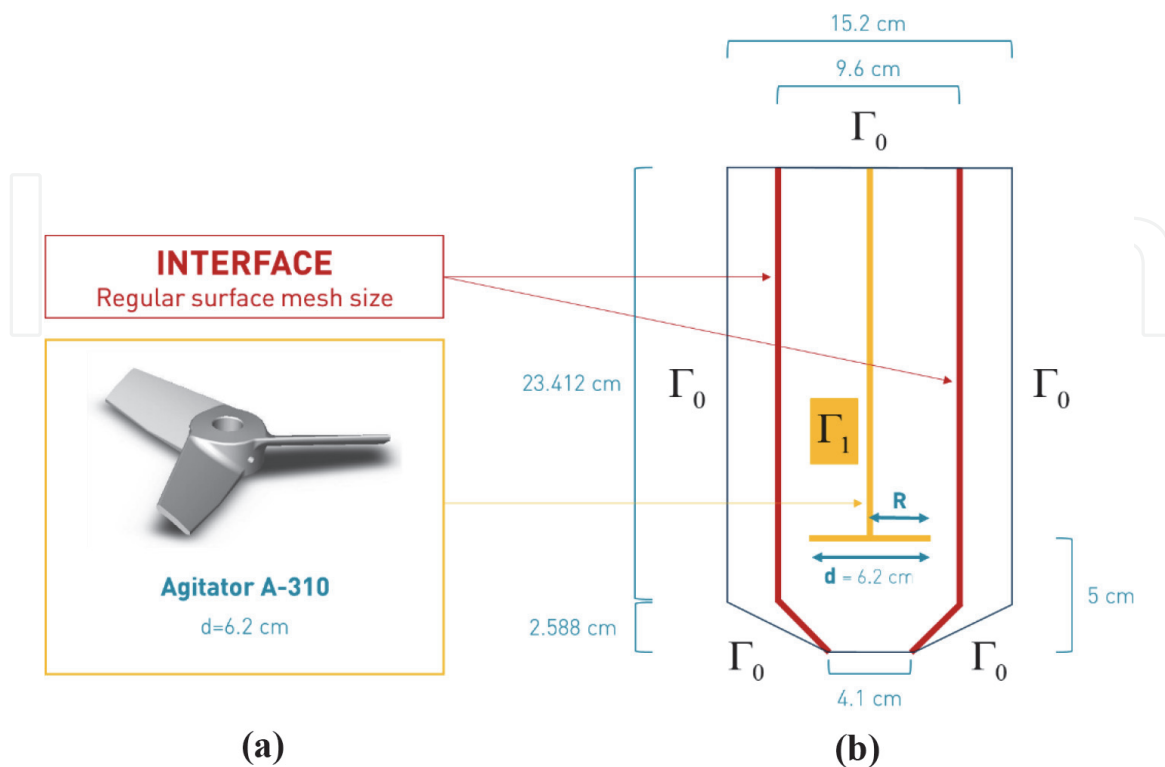 15.2 cm
9.6 cm
Γ₀
INTERFACE
Regular surface mesh size
23.412 cm
Γ₀
Γ₀
Γ₁
R
d = 6.2 cm
Agitator A-310
d=6.2 cm
5 cm
2.588 cm
Γ₀
Γ₀
4.1 cm
(a)
(b)